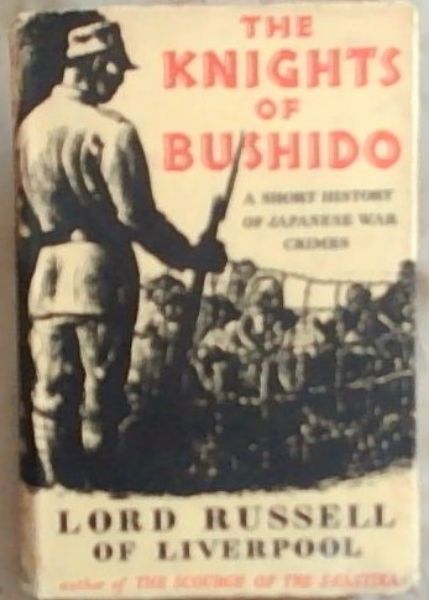 THE
KNIGHTS
OF
BUSHIDO
A SHORT HISTORY
OF JAPANESE WAR
CRIMES
LORD RUSSELL
OF LIVERPOOL
author of THE SCOURGE OF THE SWASTIKA